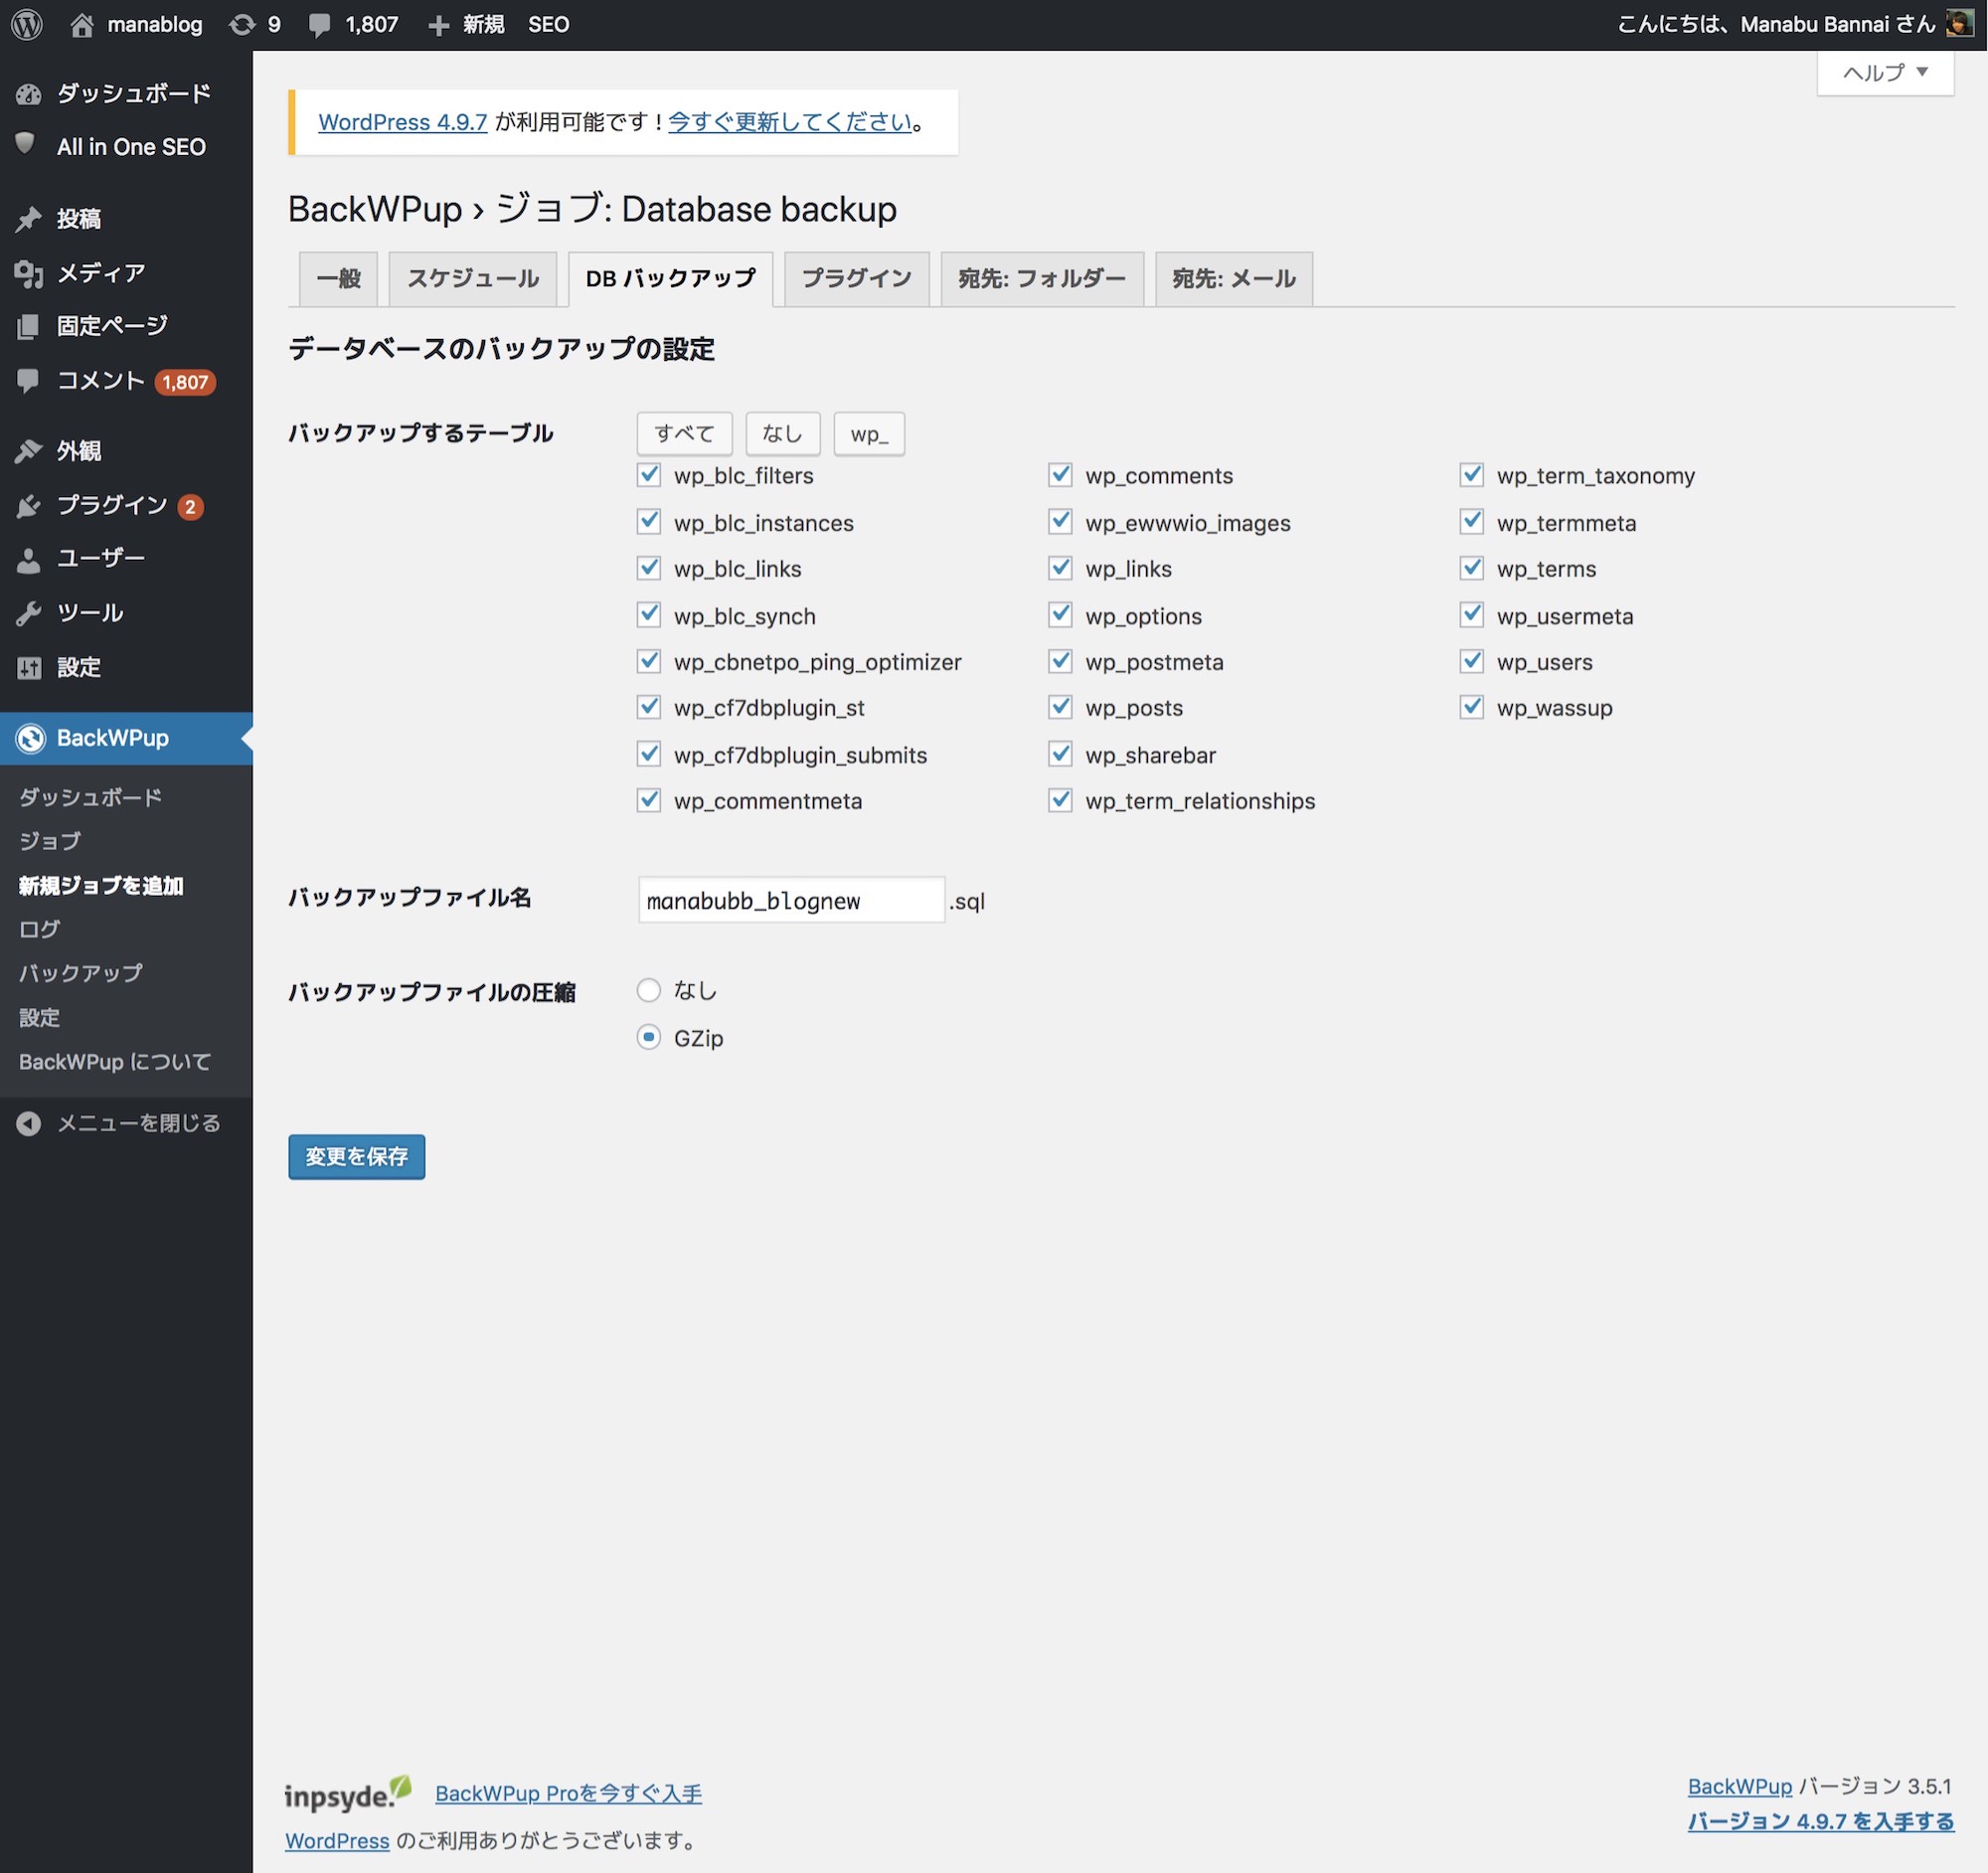 manablog 9 1,807 新規 SEO こんにちは、Manabu Bannai さん
ヘルプ
ダッシュボード
All in One SEO
投稿
メディア
固定ページ
コメント 1,807
外観
プラグイン 2
ユーザー
ツール
設定
BackWPup
ダッシュボード
ジョブ
新規ジョブを追加
ログ
バックアップ
設定
BackWPup について
メニューを閉じる
WordPress 4.9.7 が利用可能です ! 今すぐ更新してください。
BackWPup › ジョブ: Database backup
一般 スケジュール DB バックアップ プラグイン 宛先: フォルダー 宛先: メール
データベースのバックアップの設定
バックアップするテーブル すべて なし wp_
wp_blc_filters wp_comments wp_term_taxonomy
wp_blc_instances wp_ewwwio_images wp_termmeta
wp_blc_links wp_links wp_terms
wp_blc_synch wp_options wp_usermeta
wp_cbnetpo_ping_optimizer wp_postmeta wp_users
wp_cf7dbplugin_st wp_posts wp_wassup
wp_cf7dbplugin_submits wp_sharebar
wp_commentmeta wp_term_relationships
バックアップファイル名 manabubb_blognew .sql
バックアップファイルの圧縮 なし
GZip
変更を保存
inpsyde. BackWPup Proを今すぐ入手
WordPress のご利用ありがとうございます。
BackWPup バージョン 3.5.1
バージョン 4.9.7 を入手する